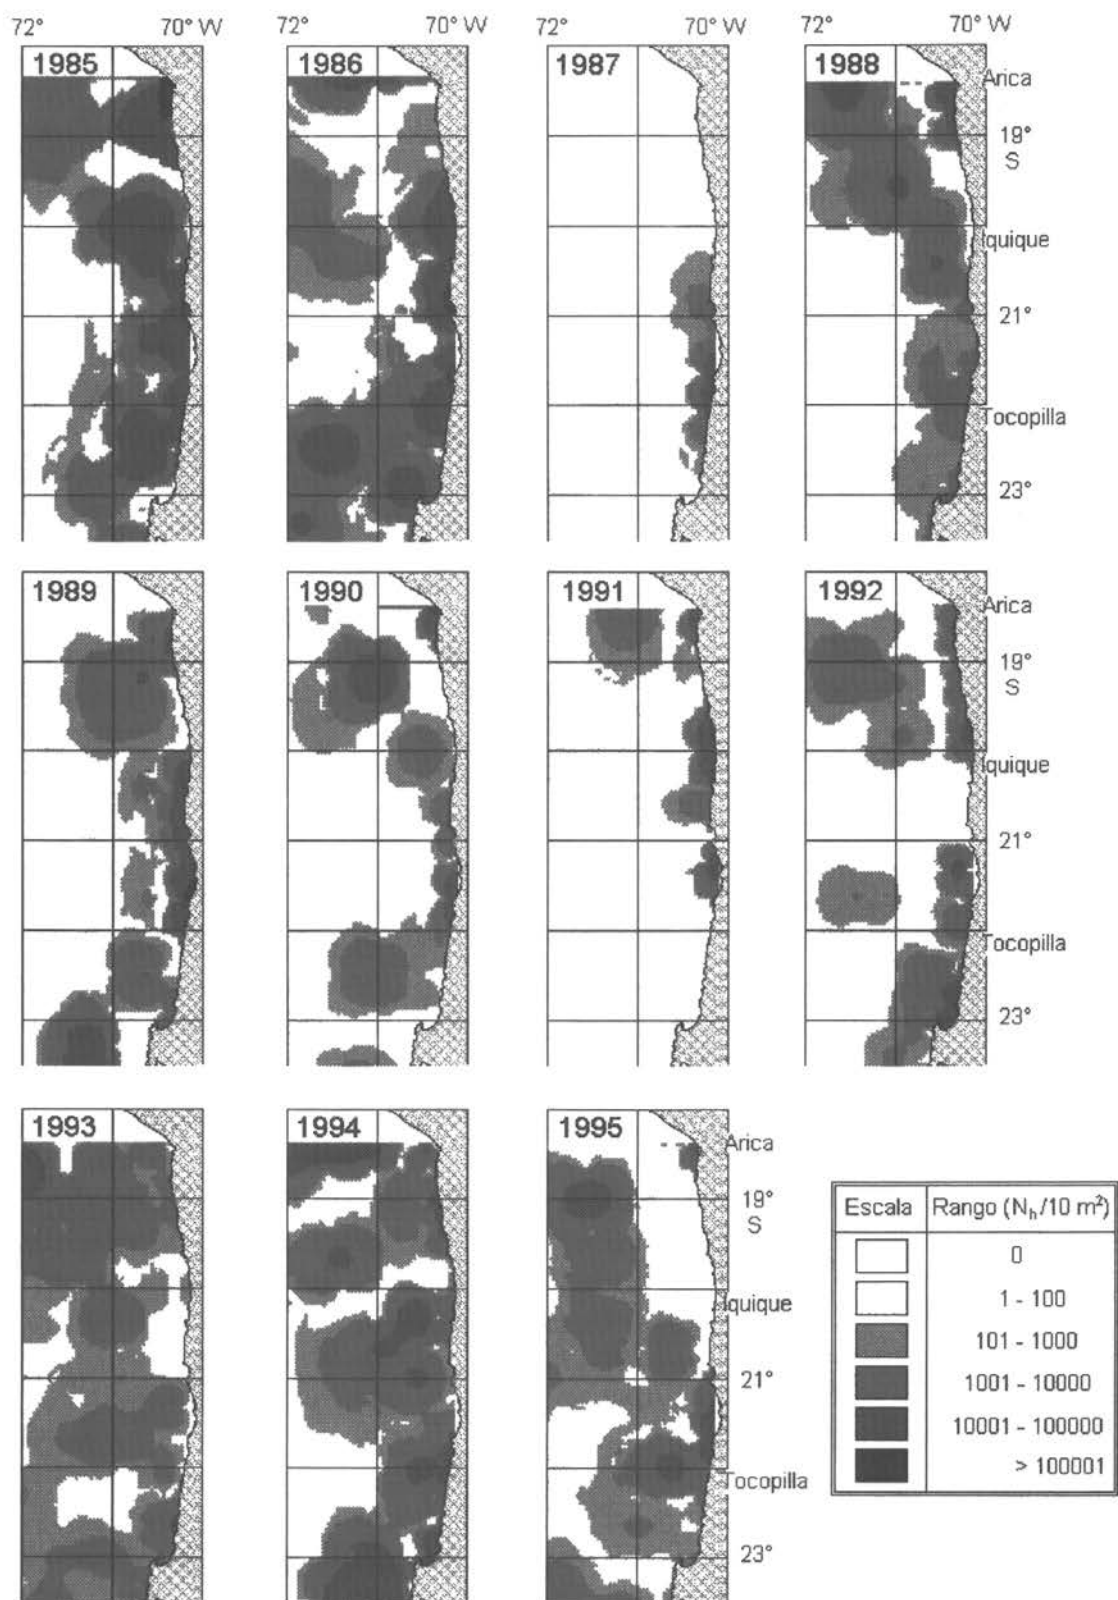 72° 70° W 72° 70° W 72° 70° W 72° 70° W
1985 1986 1987 1988
Arica
19°
S
Iquique
21°
Tocopilla
23°
1989 1990 1991 1992
Arica
19°
S
Iquique
21°
Tocopilla
23°
1993 1994 1995
Arica
19°
S
Iquique
21°
Tocopilla
23°
Escala Rango (Nₕ/10 m²)
0
1 - 100
101 - 1000
1001 - 10000
10001 - 100000
> 100001